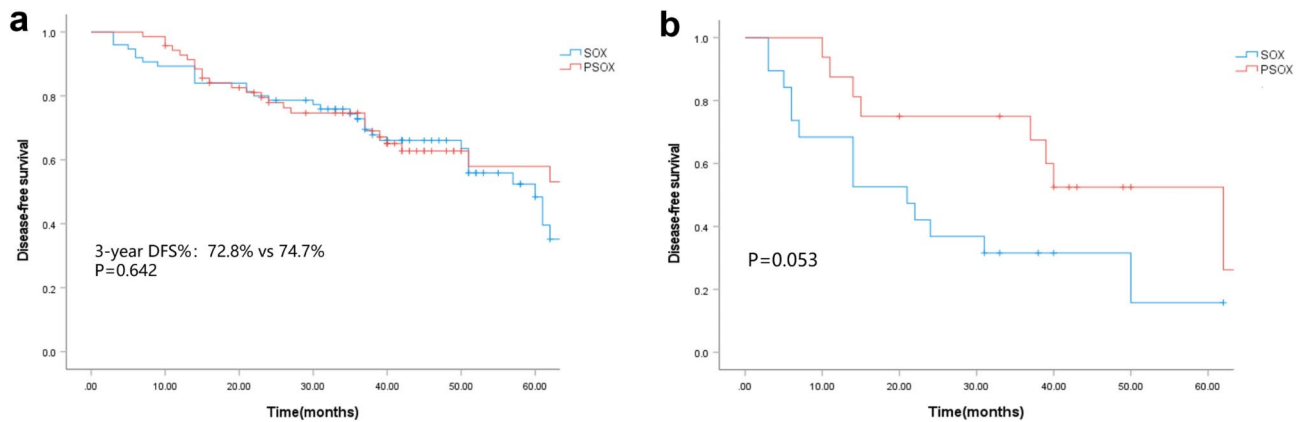 a
SOX
PSOX
Disease-free survival
1.0
0.8
0.6
0.4
0.2
0.0
3-year DFS%: 72.8% vs 74.7%
P=0.642
.00 10.00 20.00 30.00 40.00 50.00 60.00
Time(months)
b
SOX
PSOX
Disease-free survival
1.0
0.8
0.6
0.4
0.2
0.0
P=0.053
.00 10.00 20.00 30.00 40.00 50.00 60.00
Time(months)